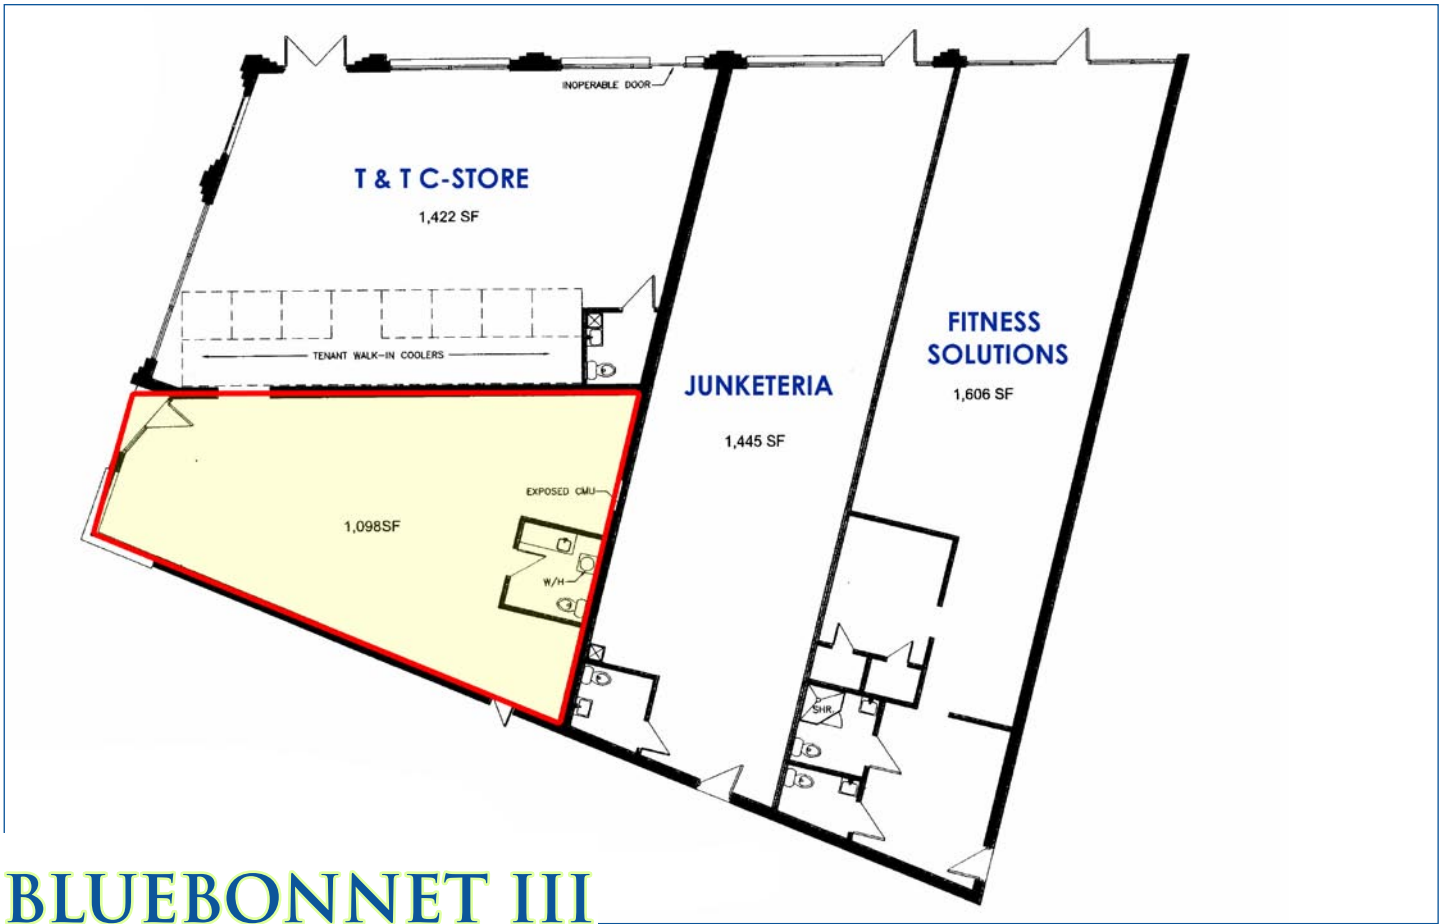 INOPERABLE DOOR
T & T C-STORE
1,422 SF
TENANT WALK-IN COOLERS
FITNESS
SOLUTIONS
1,606 SF
JUNKETERIA
1,445 SF
EXPOSED CMU
1,098SF
W/H
SHR.
BLUEBONNET III